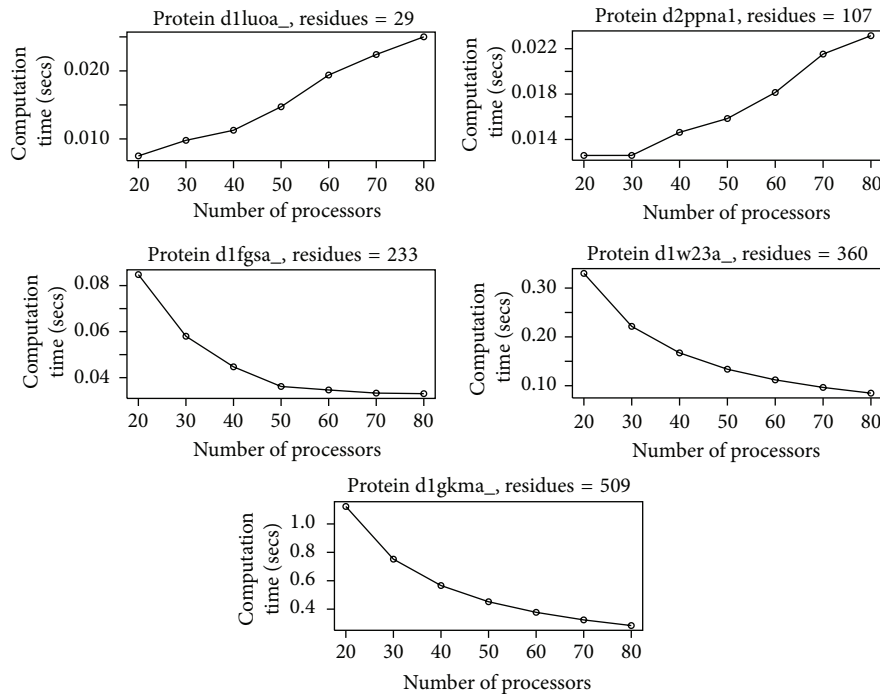 Protein d1luoa_, residues = 29
Computation
time (secs)
0.020
0.010
20 30 40 50 60 70 80
Number of processors
Protein d2ppna1, residues = 107
Computation
time (secs)
0.022
0.018
0.014
20 30 40 50 60 70 80
Number of processors
Protein d1fgsa_, residues = 233
Computation
time (secs)
0.08
0.06
0.04
20 30 40 50 60 70 80
Number of processors
Protein d1w23a_, residues = 360
Computation
time (secs)
0.30
0.20
0.10
20 30 40 50 60 70 80
Number of processors
Protein d1gkma_, residues = 509
Computation
time (secs)
1.0
0.8
0.6
0.4
20 30 40 50 60 70 80
Number of processors